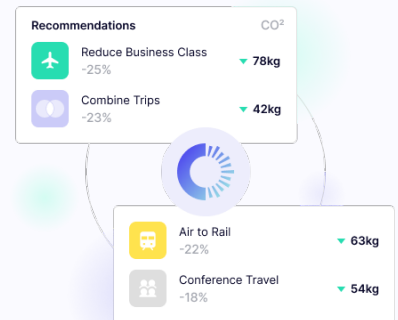 Recommendations CO²
Reduce Business Class
-25%
78kg
Combine Trips
-23%
42kg
Air to Rail
-22%
63kg
Conference Travel
-18%
54kg